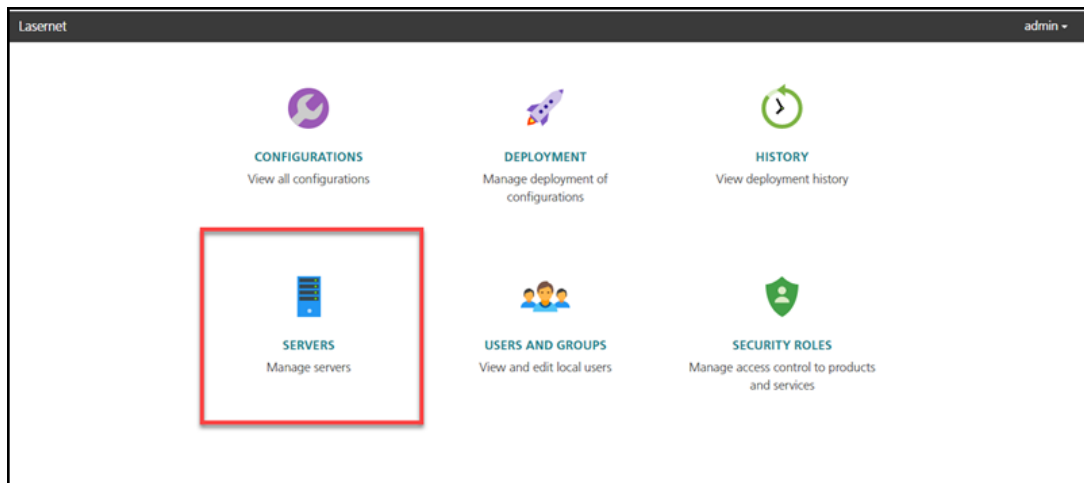 Lasernet admin
CONFIGURATIONS DEPLOYMENT HISTORY
View all configurations Manage deployment of View deployment history
configurations
SERVERS USERS AND GROUPS SECURITY ROLES
Manage servers View and edit local users Manage access control to products
and services